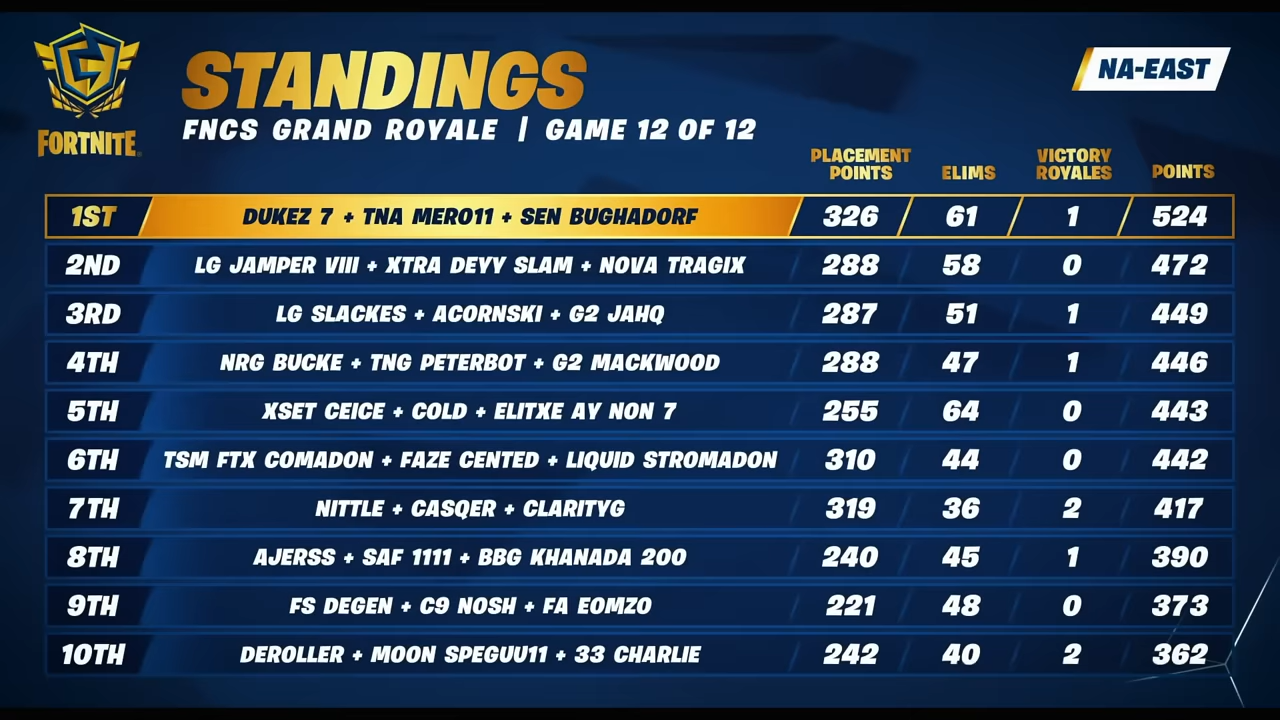 STANDINGS
NA-EAST
FORTNITE
FNCS GRAND ROYALE | GAME 12 OF 12
PLACEMENT POINTS ELIMS VICTORY ROYALES POINTS
1ST DUKEZ 7 + TNA MERO11 + SEN BUGHADORF 326 61 1 524
2ND LG JAMPER VIII + XTRA DEYY SLAM + NOVA TRAGIX 288 58 0 472
3RD LG SLACKES + ACORNSKI + G2 JAHQ 287 51 1 449
4TH NRG BUCKE + TNG PETERBOT + G2 MACKWOOD 288 47 1 446
5TH XSET CEICE + COLD + ELITXE AY NON 7 255 64 0 443
6TH TSM FTX COMADON + FAZE CENTED + LIQUID STROMADON 310 44 0 442
7TH NITTLE + CASQER + CLARITYG 319 36 2 417
8TH AJERSS + SAF 1111 + BBG KHANADA 200 240 45 1 390
9TH FS DEGEN + C9 NOSH + FA EOMZO 221 48 0 373
10TH DEROLLER + MOON SPEGUU11 + 33 CHARLIE 242 40 2 362